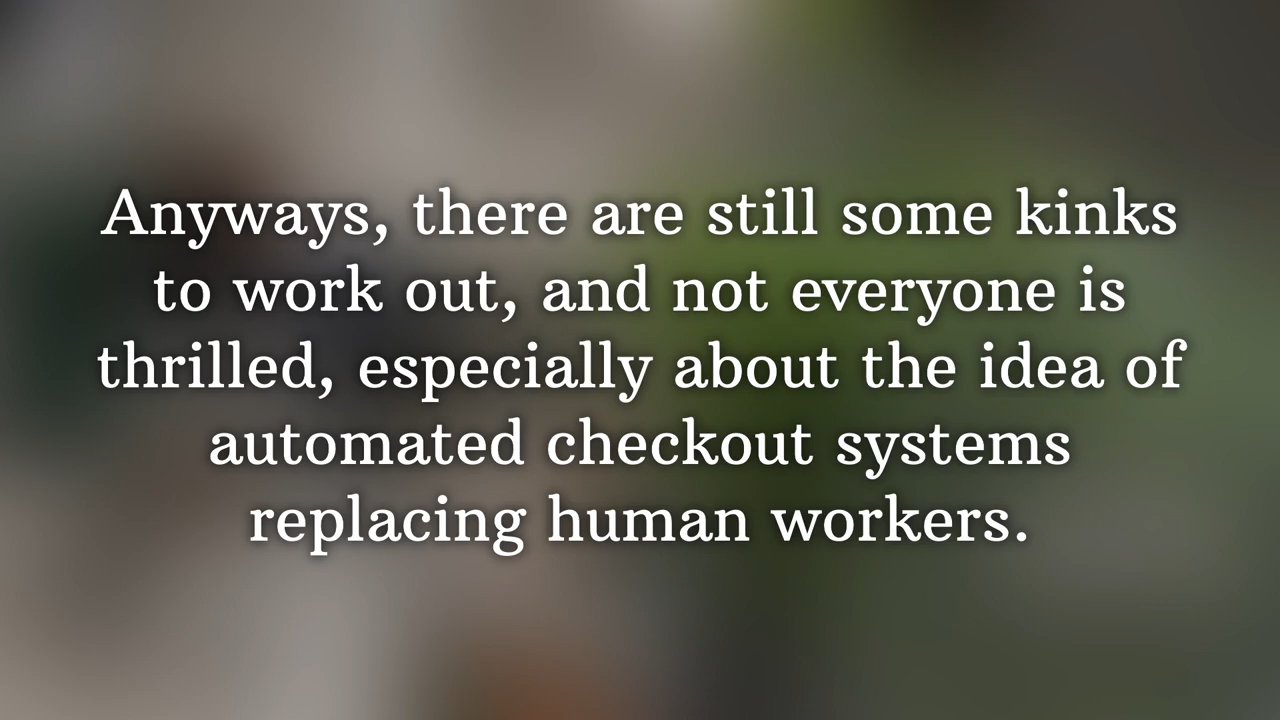 Anyways, there are still some kinks
to work out, and not everyone is
thrilled, especially about the idea of
automated checkout systems
replacing human workers.